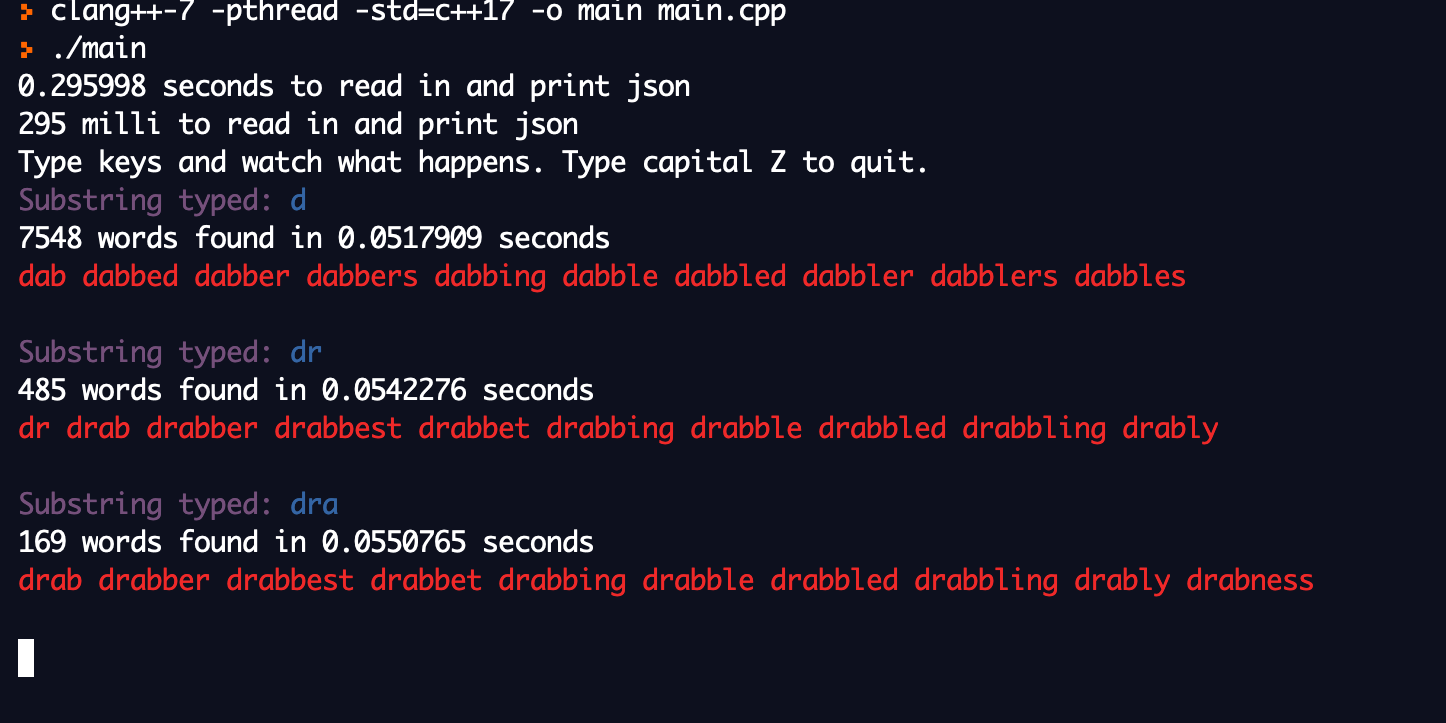 clang++-7 -pthread -std=c++17 -o main main.cpp
./main
0.295998 seconds to read in and print json
295 milli to read in and print json
Type keys and watch what happens. Type capital Z to quit.
Substring typed: d
7548 words found in 0.0517909 seconds
dab dabbed dabber dabbers dabbing dabble dabbled dabbler dabblers dabbles
Substring typed: dr
485 words found in 0.0542276 seconds
dr drab drabber drabbest drabbet drabbing drabble drabbled drabbling drably
Substring typed: dra
169 words found in 0.0550765 seconds
drab drabber drabbest drabbet drabbing drabble drabbled drabbling drably drabness